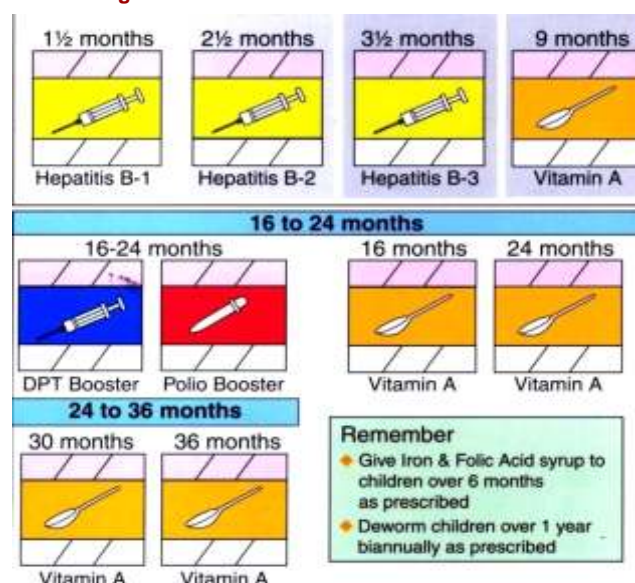 1½ months 2½ months 3½ months 9 months
Hepatitis B-1 Hepatitis B-2 Hepatitis B-3 Vitamin A
16 to 24 months
16-24 months 16 months 24 months
DPT Booster Polio Booster Vitamin A Vitamin A
24 to 36 months
30 months 36 months
Vitamin A Vitamin A
Remember
Give Iron & Folic Acid syrup to
children over 6 months
as prescribed
Deworm children over 1 year
biannually as prescribed